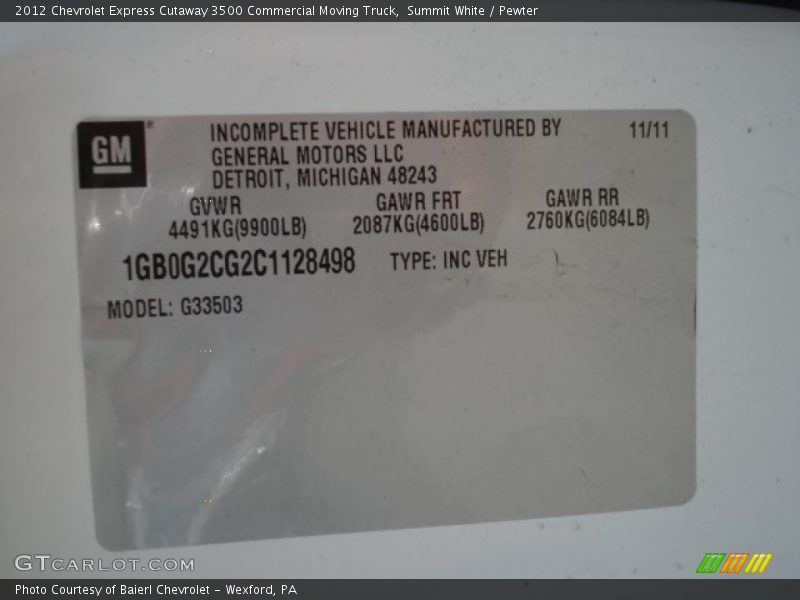 2012 Chevrolet Express Cutaway 3500 Commercial Moving Truck,  Summit White / Pewter
GM
INCOMPLETE VEHICLE MANUFACTURED BY 11/11
GENERAL MOTORS LLC
DETROIT, MICHIGAN 48243
GVWR GAWR FRT GAWR RR
4491KG(9900LB) 2087KG(4600LB) 2760KG(6084LB)
1GB0G2CG2C1128498 TYPE: INC VEH
MODEL: G33503
GTCARLOT.COM
Photo Courtesy of Baierl Chevrolet - Wexford, PA